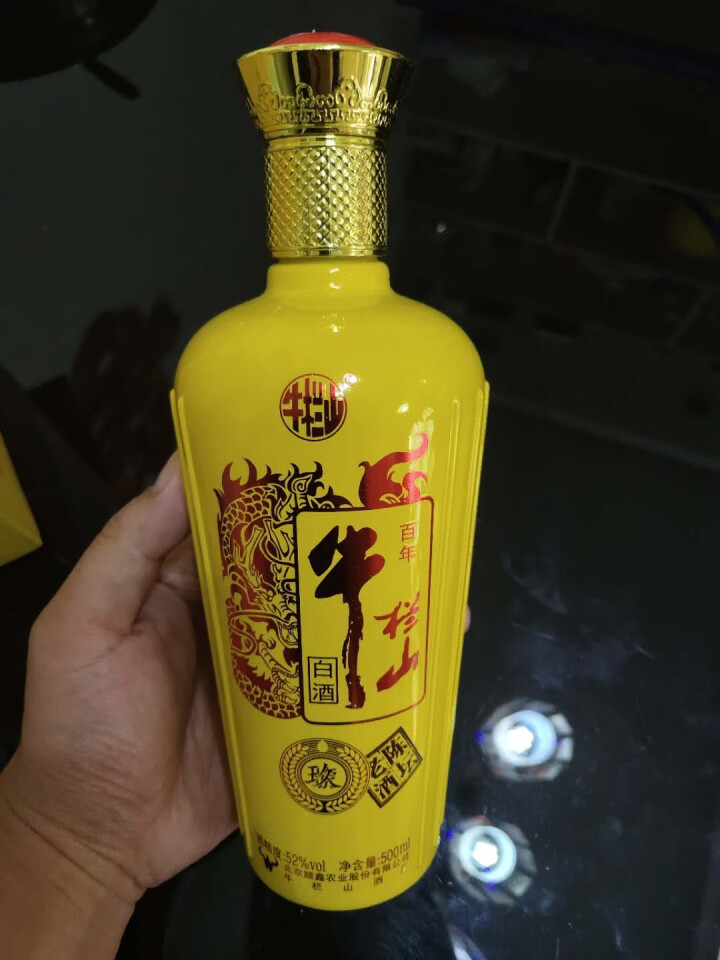 牛栏山
百年
牛栏山
白酒
陈坛
老酒
酒精度:52%vol 净含量:500ml
北京顺鑫农业股份有限公司
牛栏山酒厂